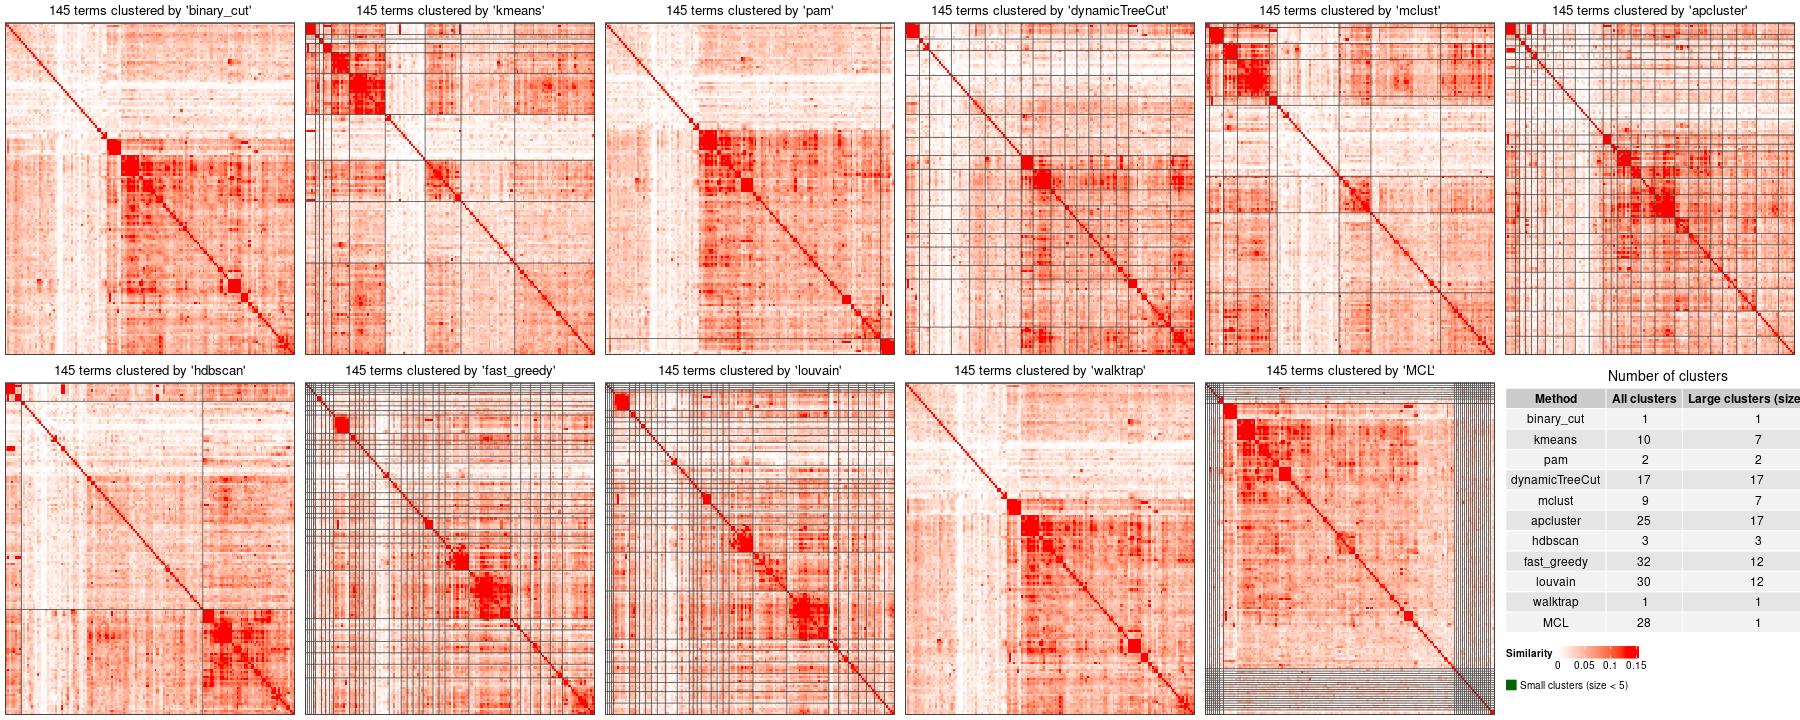 145 terms clustered by 'binary_cut'
145 terms clustered by 'kmeans'
145 terms clustered by 'pam'
145 terms clustered by 'dynamicTreeCut'
145 terms clustered by 'mclust'
145 terms clustered by 'apcluster'
145 terms clustered by 'hdbscan'
145 terms clustered by 'fast_greedy'
145 terms clustered by 'louvain'
145 terms clustered by 'walktrap'
145 terms clustered by 'MCL'
Number of clusters
Method All clusters Large clusters (size
binary_cut 1 1
kmeans 10 7
pam 2 2
dynamicTreeCut 17 17
mclust 9 7
apcluster 25 17
hdbscan 3 3
fast_greedy 32 12
louvain 30 12
walktrap 1 1
MCL 28 1
Similarity
0 0.05 0.1 0.15
Small clusters (size < 5)